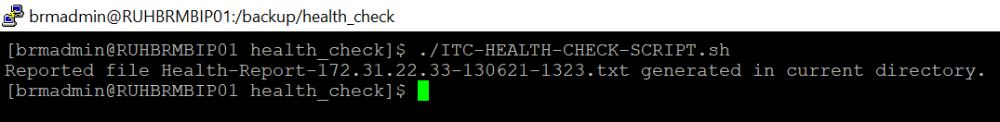 brmadmin@RUHBRMBIP01:/backup/health_check
[brmadmin@RUHBRMBIP01 health_check]$ ./ITC-HEALTH-CHECK-SCRIPT.sh
Reported file Health-Report-172.31.22.33-130621-1323.txt generated in current directory.
[brmadmin@RUHBRMBIP01 health_check]$